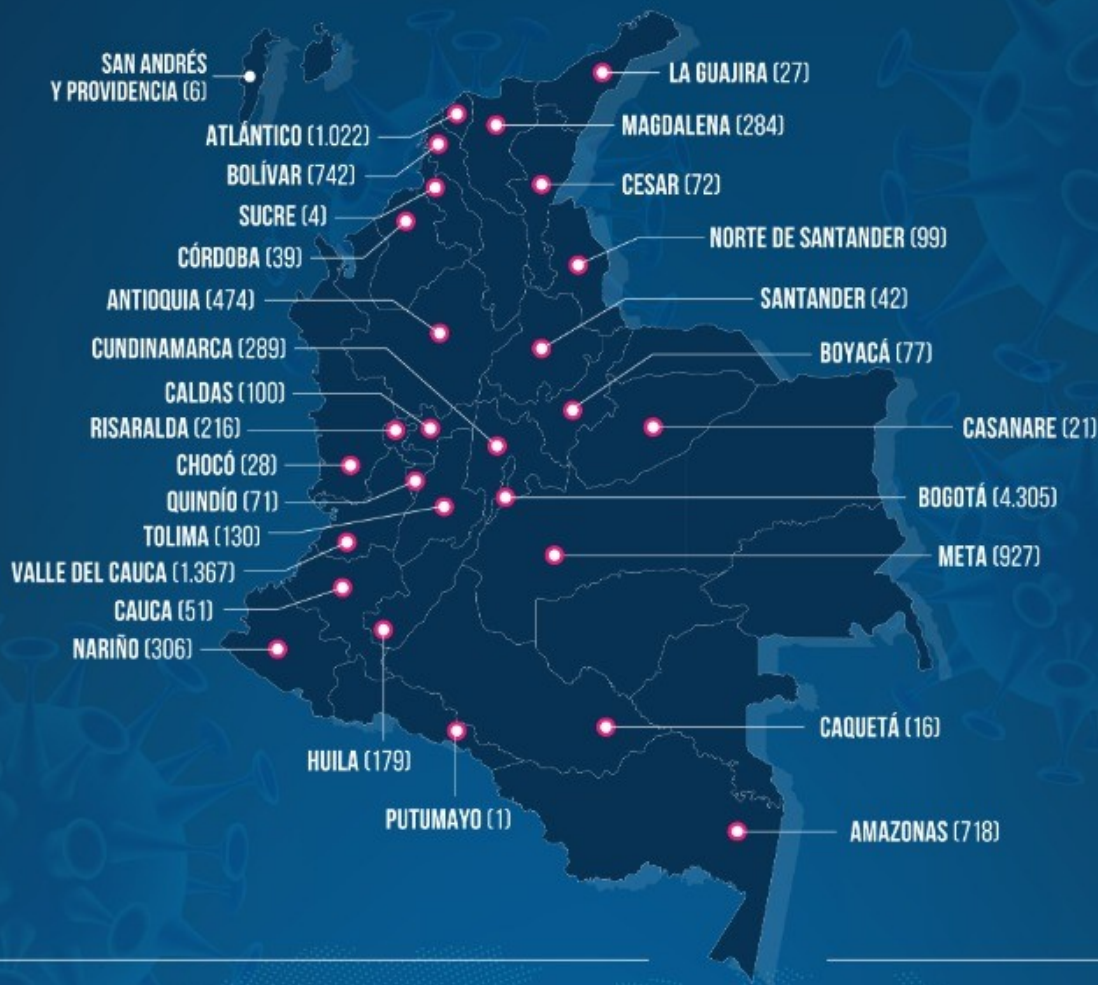 SAN ANDRÉS
Y PROVIDENCIA (6)
ATLÁNTICO (1.022)
BOLÍVAR (742)
SUCRE (4)
CÓRDOBA (39)
ANTIOQUIA (474)
CUNDINAMARCA (289)
CALDAS (100)
RISARALDA (216)
CHOCÓ (28)
QUINDÍO (71)
TOLIMA (130)
VALLE DEL CAUCA (1.367)
CAUCA (51)
NARIÑO (306)
HUILA (179)
PUTUMAYO (1)
LA GUAJIRA (27)
MAGDALENA (284)
CESAR (72)
NORTE DE SANTANDER (99)
SANTANDER (42)
BOYACÁ (77)
CASANARE (21)
BOGOTÁ (4.305)
META (927)
CAQUETÁ (16)
AMAZONAS (718)